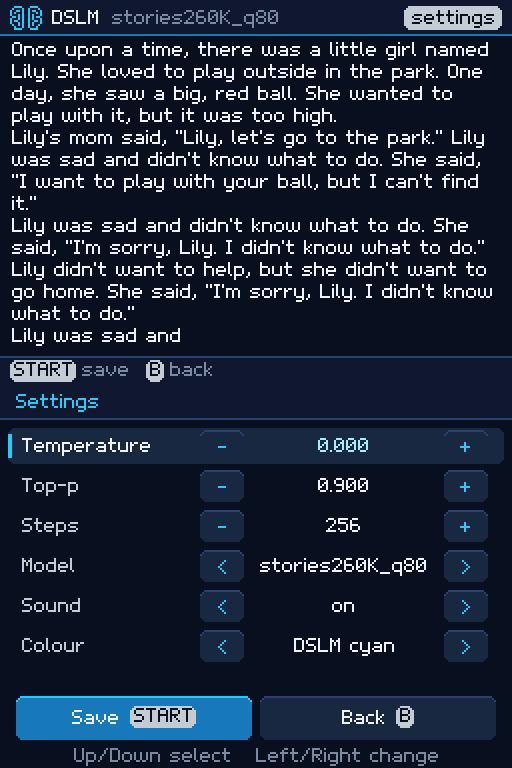 DSLM stories260K_q80 settings
Once upon a time, there was a little girl named
Lily. She loved to play outside in the park. One
day, she saw a big, red ball. She wanted to
play with it, but it was too high.
Lily's mom said, "Lily, let's go to the park." Lily
was sad and didn't know what to do. She said,
"I want to play with your ball, but I can't find
it."
Lily was sad and didn't know what to do. She
said, "I'm sorry, Lily. I didn't know what to do."
Lily didn't want to help, but she didn't want to
go home. She said, "I'm sorry, Lily. I didn't know
what to do."
Lily was sad and
START save B back
Settings
Temperature - 0.000 +
Top-p - 0.900 +
Steps - 256 +
Model < stories260K_q80 >
Sound < on >
Colour < DSLM cyan >
Save START Back B
Up/Down select Left/Right change